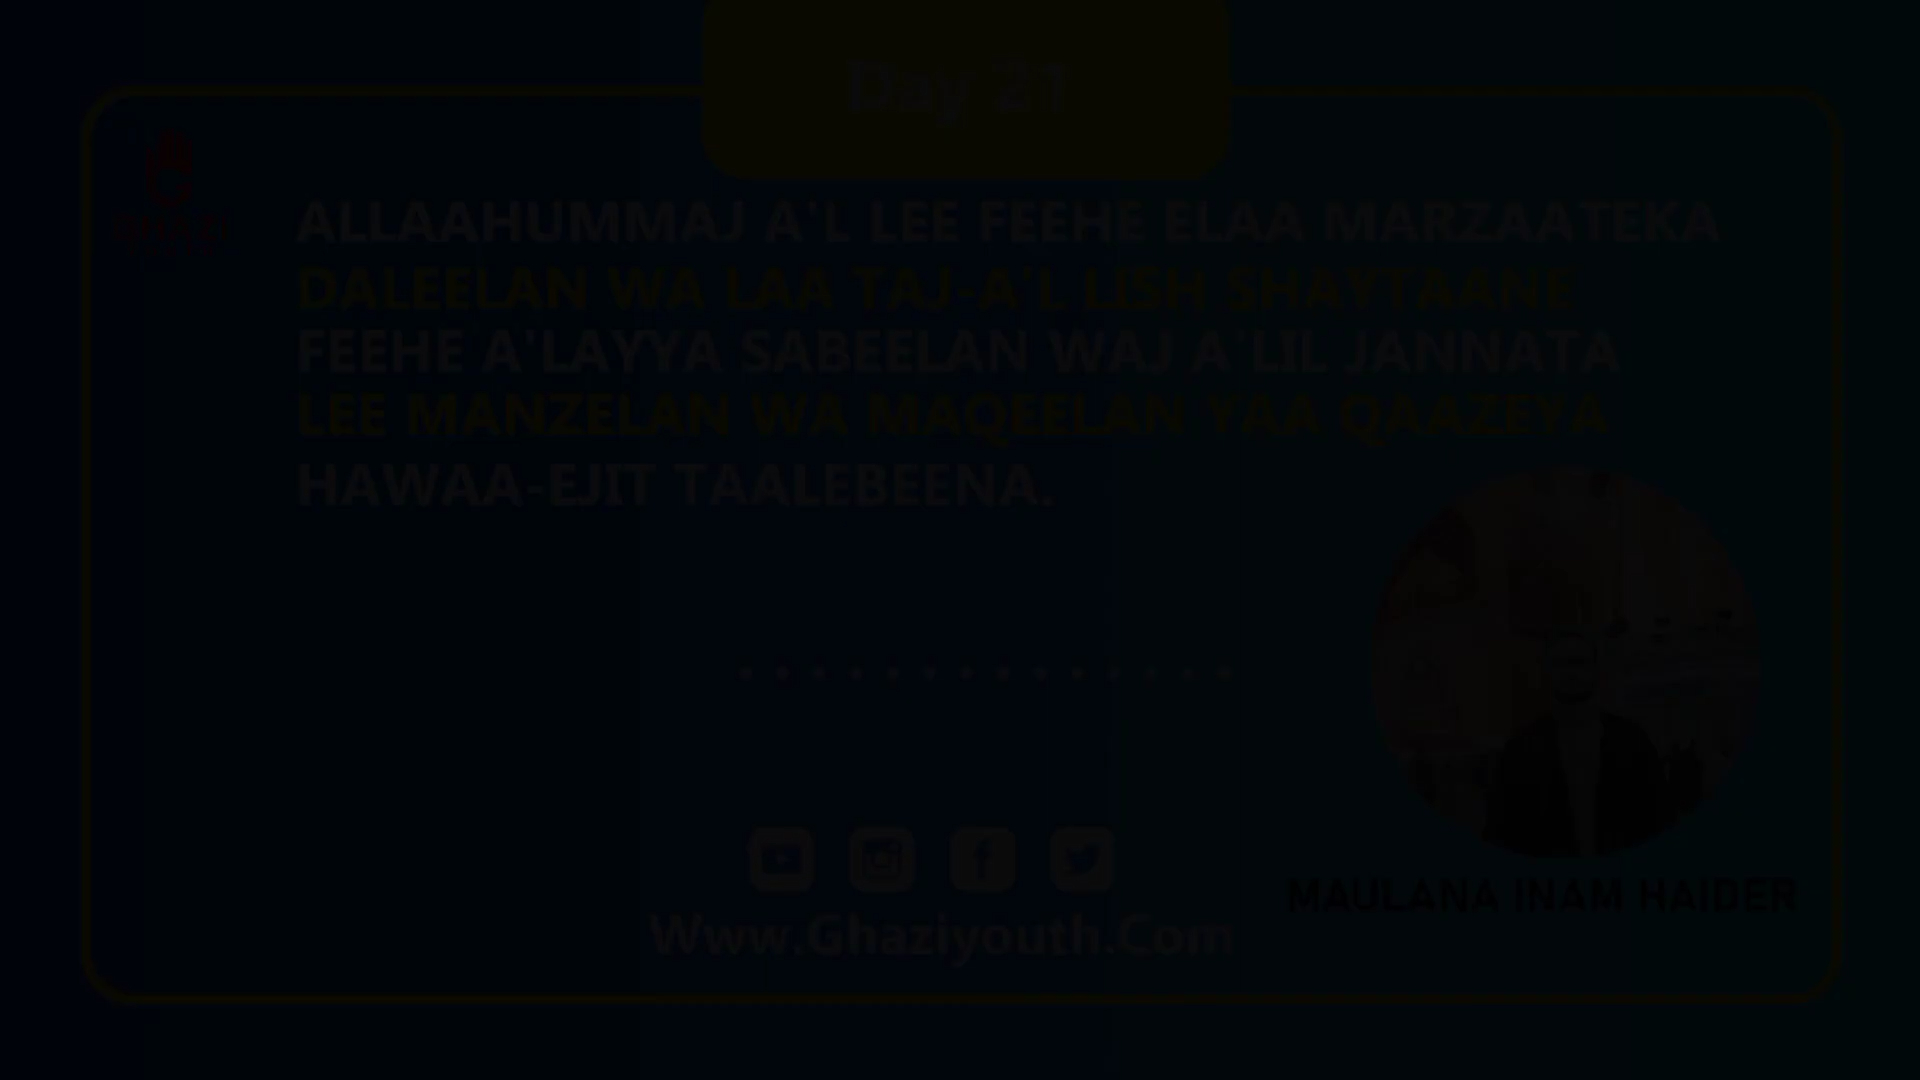 Day 21
GHAZI
ALLAAHUMMAJ A'L LEE FEEHE ELAA MARZAATEKA
DALEELAN WA LAA TAJ-A'L LISH SHAYTAANE
FEEHE A'LAYYA SABEELAN WAJ A'LIL JANNATA
LEE MANZELAN WA MAQEELAN YAA QAAZEYA
HAWAA-EJIT TAALEBEENA.
MAULANA INAM HAIDER
Www.Ghaziyouth.Com